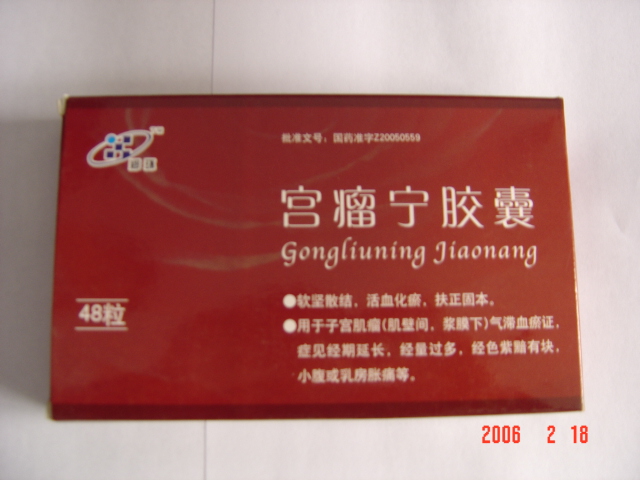 批准文号：国药准字Z20050559
宫瘤宁胶囊
Gongliuning Jiaonang
48粒
●软坚散结，活血化瘀，扶正固本。
●用于子宫肌瘤(肌壁间，浆膜下)气滞血瘀证，
症见经期延长，经量过多，经色紫黯有块，
小腹或乳房胀痛等。
2006 2 18